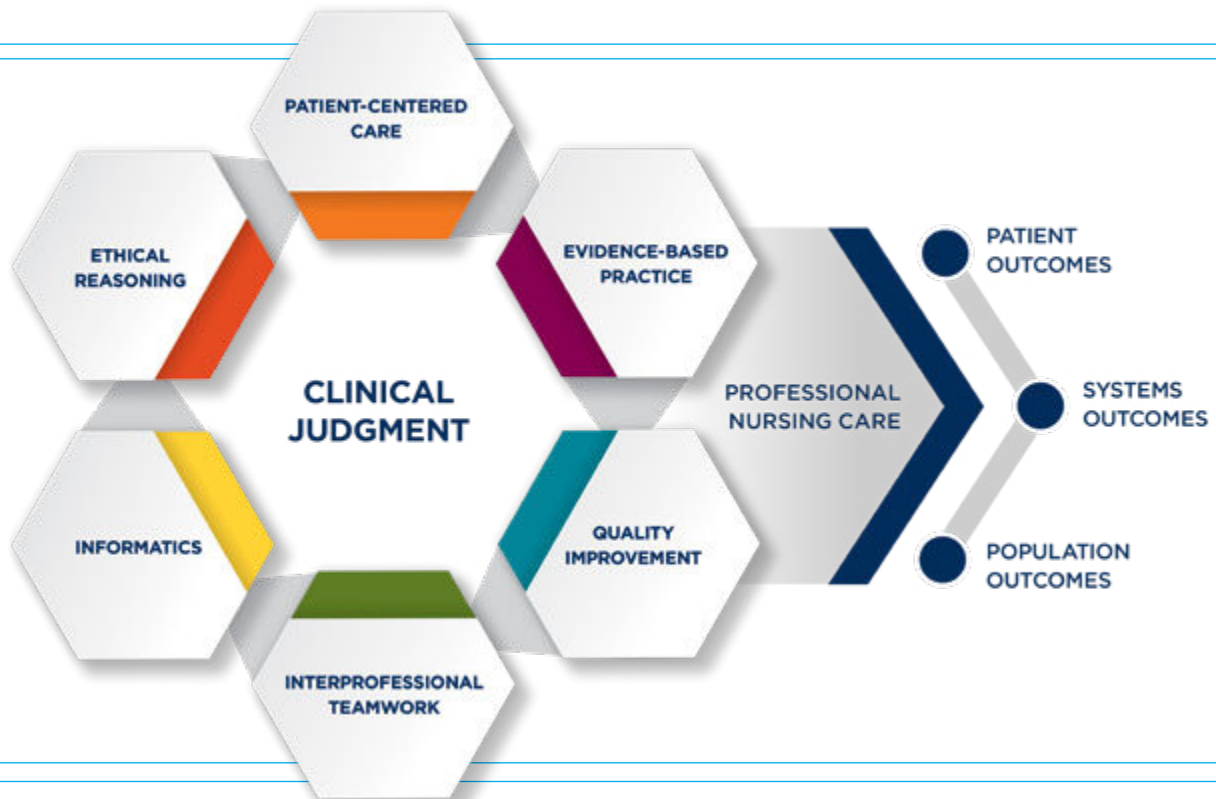 PATIENT-CENTERED
CARE
ETHICAL
REASONING
EVIDENCE-BASED
PRACTICE
CLINICAL
JUDGMENT
INFORMATICS
QUALITY
IMPROVEMENT
INTERPROFESSIONAL
TEAMWORK
PROFESSIONAL
NURSING CARE
PATIENT
OUTCOMES
SYSTEMS
OUTCOMES
POPULATION
OUTCOMES